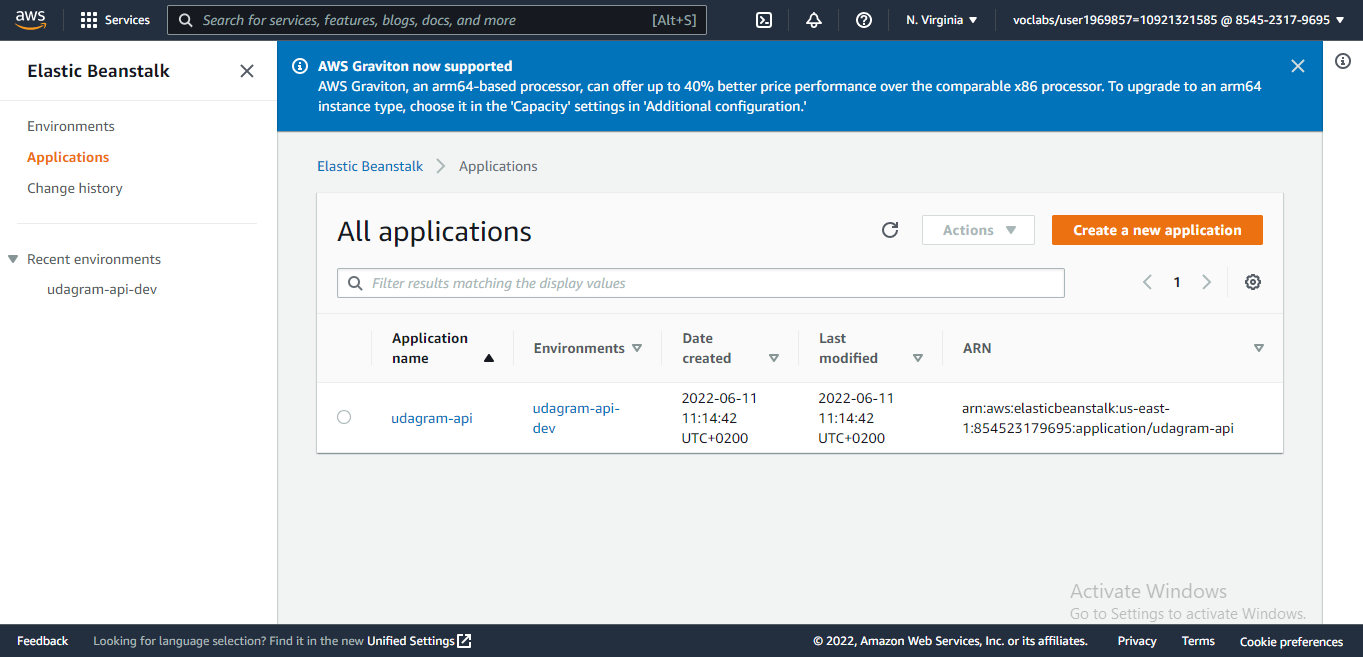 aws
Services
Search for services, features, blogs, docs, and more
[Alt+S]
N. Virginia
voclabs/user1969857=10921321585 @ 8545-2317-9695
Elastic Beanstalk
Environments
Applications
Change history
Recent environments
udagram-api-dev
AWS Graviton now supported
AWS Graviton, an arm64-based processor, can offer up to 40% better price performance over the comparable x86 processor. To upgrade to an arm64
instance type, choose it in the 'Capacity' settings in 'Additional configuration.'
Elastic Beanstalk
Applications
All applications
Actions
Create a new application
Filter results matching the display values
1
Application
name
Environments
Date
created
Last
modified
ARN
udagram-api
udagram-api-
dev
2022-06-11
11:14:42
UTC+0200
2022-06-11
11:14:42
UTC+0200
arn:aws:elasticbeanstalk:us-east-
1:854523179695:application/udagram-api
Activate Windows
Go to Settings to activate Windows.
Feedback
Looking for language selection? Find it in the new Unified Settings
© 2022, Amazon Web Services, Inc. or its affiliates.
Privacy
Terms
Cookie preferences